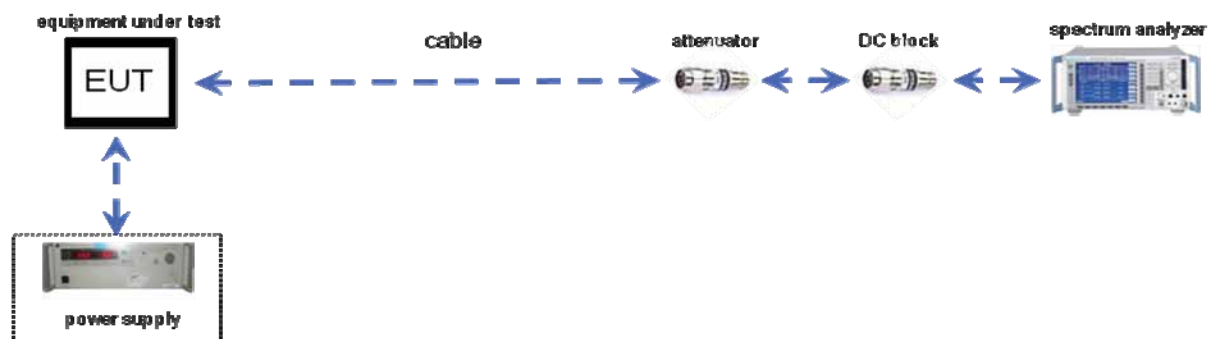 equipment under test
cable
attenuator
DC block
spectrum analyzer
EUT
power supply